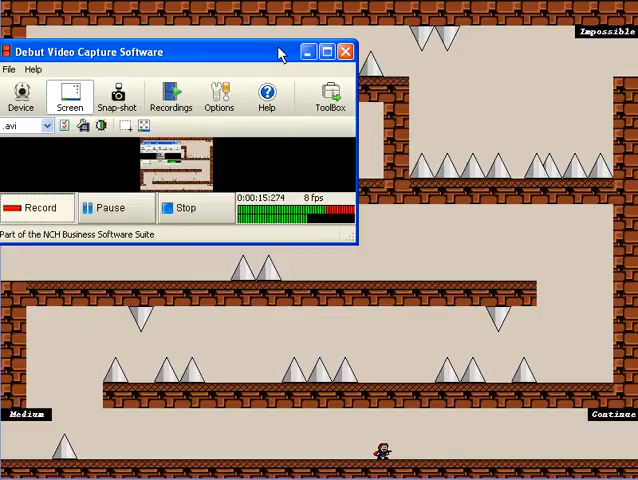 Impossible
Debut Video Capture Software
File Help
Device Screen Snap-shot Recordings Options Help ToolBox
.avi
0:00:15:274 8 fps
Record Pause Stop
Part of the NCH Business Software Suite
Medium
Continue